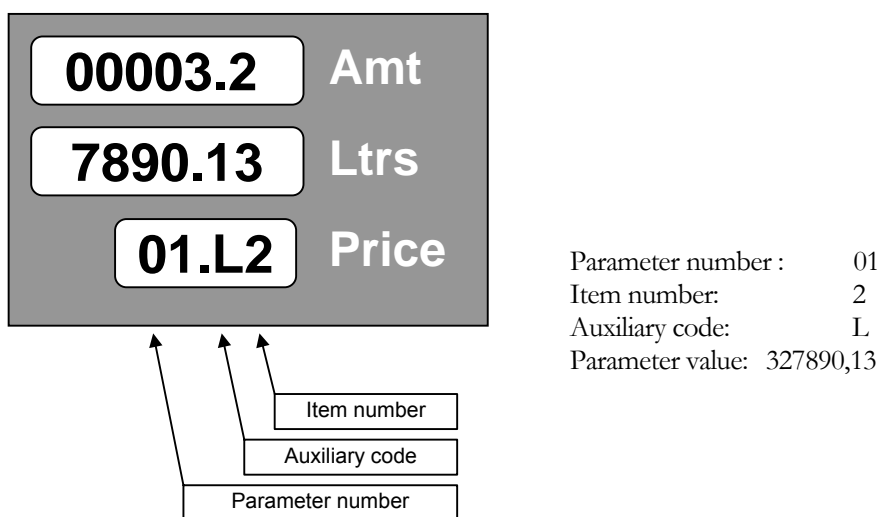 00003.2 Amt
7890.13 Ltrs
01.L2 Price
Parameter number : 01
Item number: 2
Auxiliary code: L
Parameter value: 327890,13
Item number
Auxiliary code
Parameter number